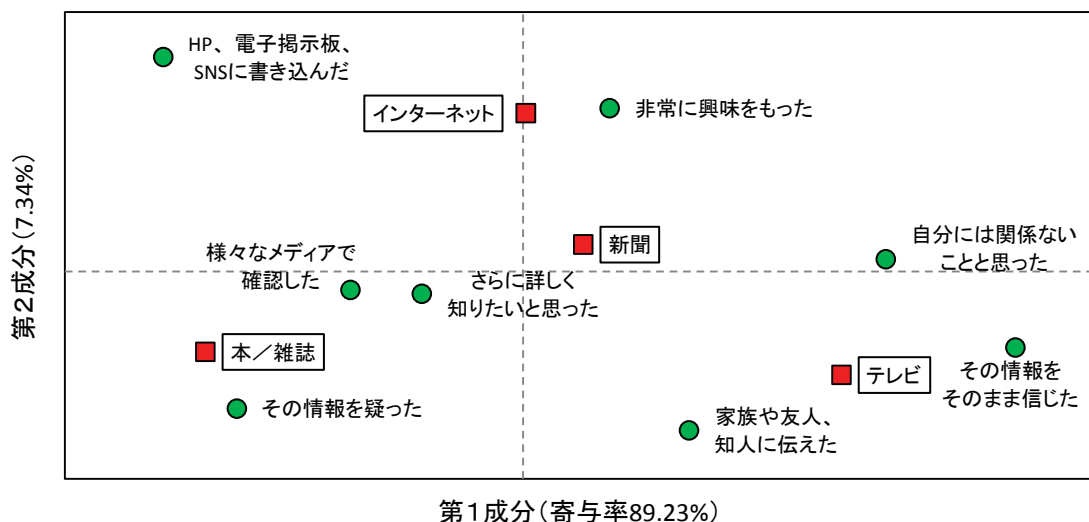 HP、電子掲示板、
SNSに書き込んだ
インターネット
非常に興味をもった
第２成分(7.34%)
新聞
様々なメディアで
確認した
自分には関係ない
ことと思った
さらに詳しく
知りたいと思った
本／雑誌
テレビ
その情報を
そのまま信じた
その情報を疑った
家族や友人、
知人に伝えた
第１成分(寄与率89.23%)